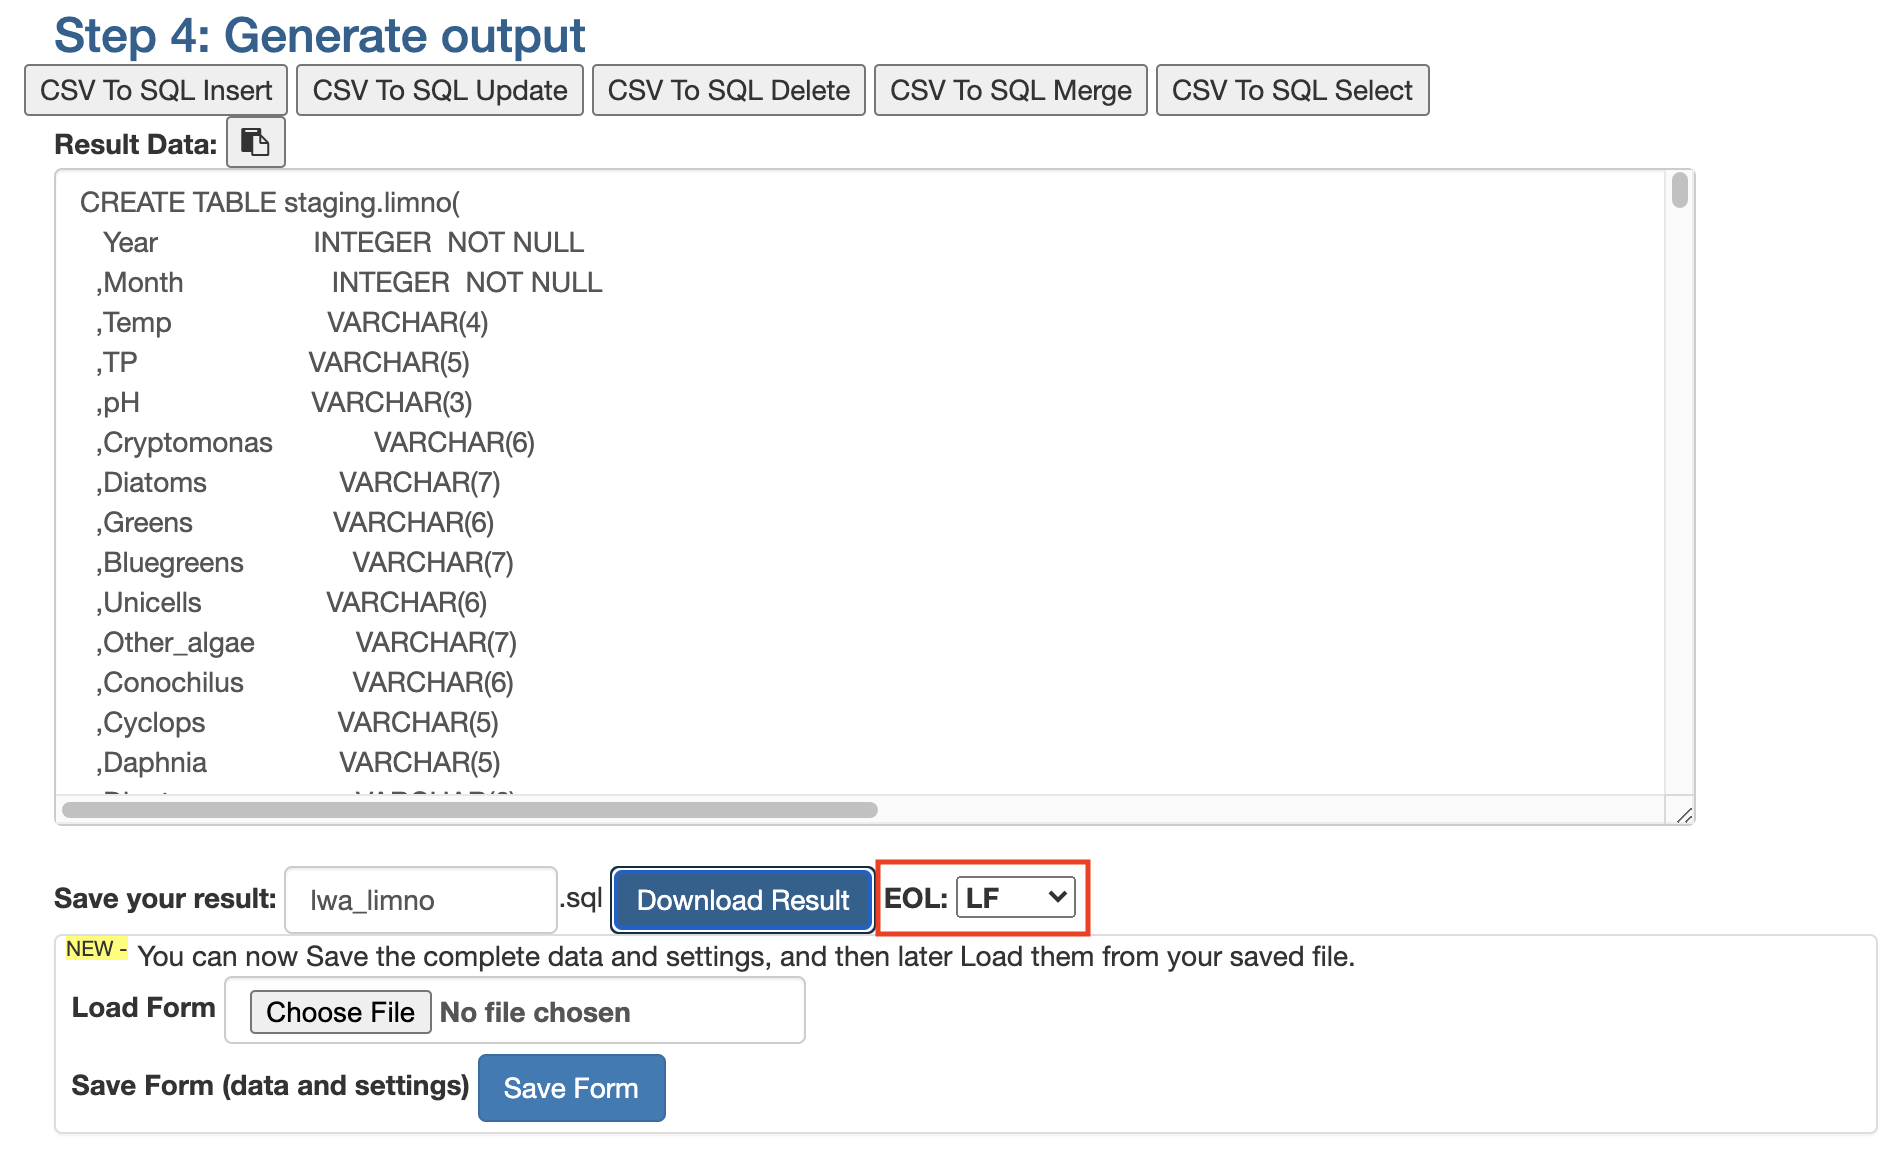 Step 4: Generate output
CSV To SQL Insert CSV To SQL Update CSV To SQL Delete CSV To SQL Merge CSV To SQL Select
Result Data:
CREATE TABLE staging.limno(
Year INTEGER NOT NULL
,Month INTEGER NOT NULL
,Temp VARCHAR(4)
,TP VARCHAR(5)
,pH VARCHAR(3)
,Cryptomonas VARCHAR(6)
,Diatoms VARCHAR(7)
,Greens VARCHAR(6)
,Bluegreens VARCHAR(7)
,Unicells VARCHAR(6)
,Other_algae VARCHAR(7)
,Conochilus VARCHAR(6)
,Cyclops VARCHAR(5)
,Daphnia VARCHAR(5)
Save your result: lwa_limno .sql Download Result EOL: LF
NEW - You can now Save the complete data and settings, and then later Load them from your saved file.
Load Form Choose File No file chosen
Save Form (data and settings) Save Form